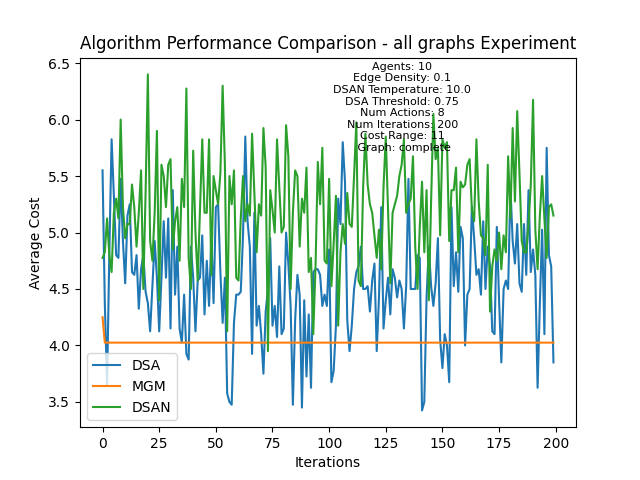 Algorithm Performance Comparison - all graphs Experiment
Agents: 10
Edge Density: 0.1
DSAN Temperature: 10.0
DSA Threshold: 0.75
Num Actions: 8
Num Iterations: 200
Cost Range: 11
Graph: complete
Average Cost
6.5
6.0
5.5
5.0
4.5
4.0
3.5
DSA
MGM
DSAN
0 25 50 75 100 125 150 175 200
Iterations